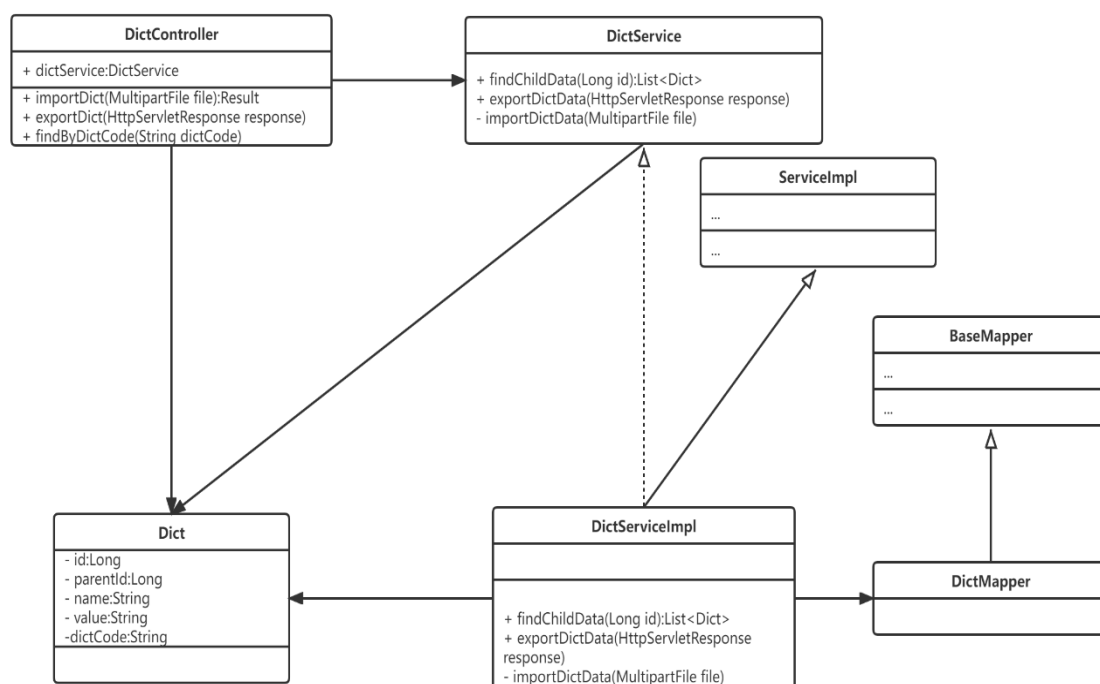 DictController
+ dictService:DictService
+ importDict(MultipartFile file):Result
+ exportDict(HttpServletResponse response)
+ findByDictCode(String dictCode)
DictService
+ findChildData(Long id):List<Dict>
+ exportDictData(HttpServletResponse response)
- importDictData(MultipartFile file)
ServiceImpl
...
...
BaseMapper
...
...
Dict
- id:Long
- parentId:Long
- name:String
- value:String
-dictCode:String
DictServiceImpl
+ findChildData(Long id):List<Dict>
+ exportDictData(HttpServletResponse
response)
- importDictData(MultipartFile file)
DictMapper